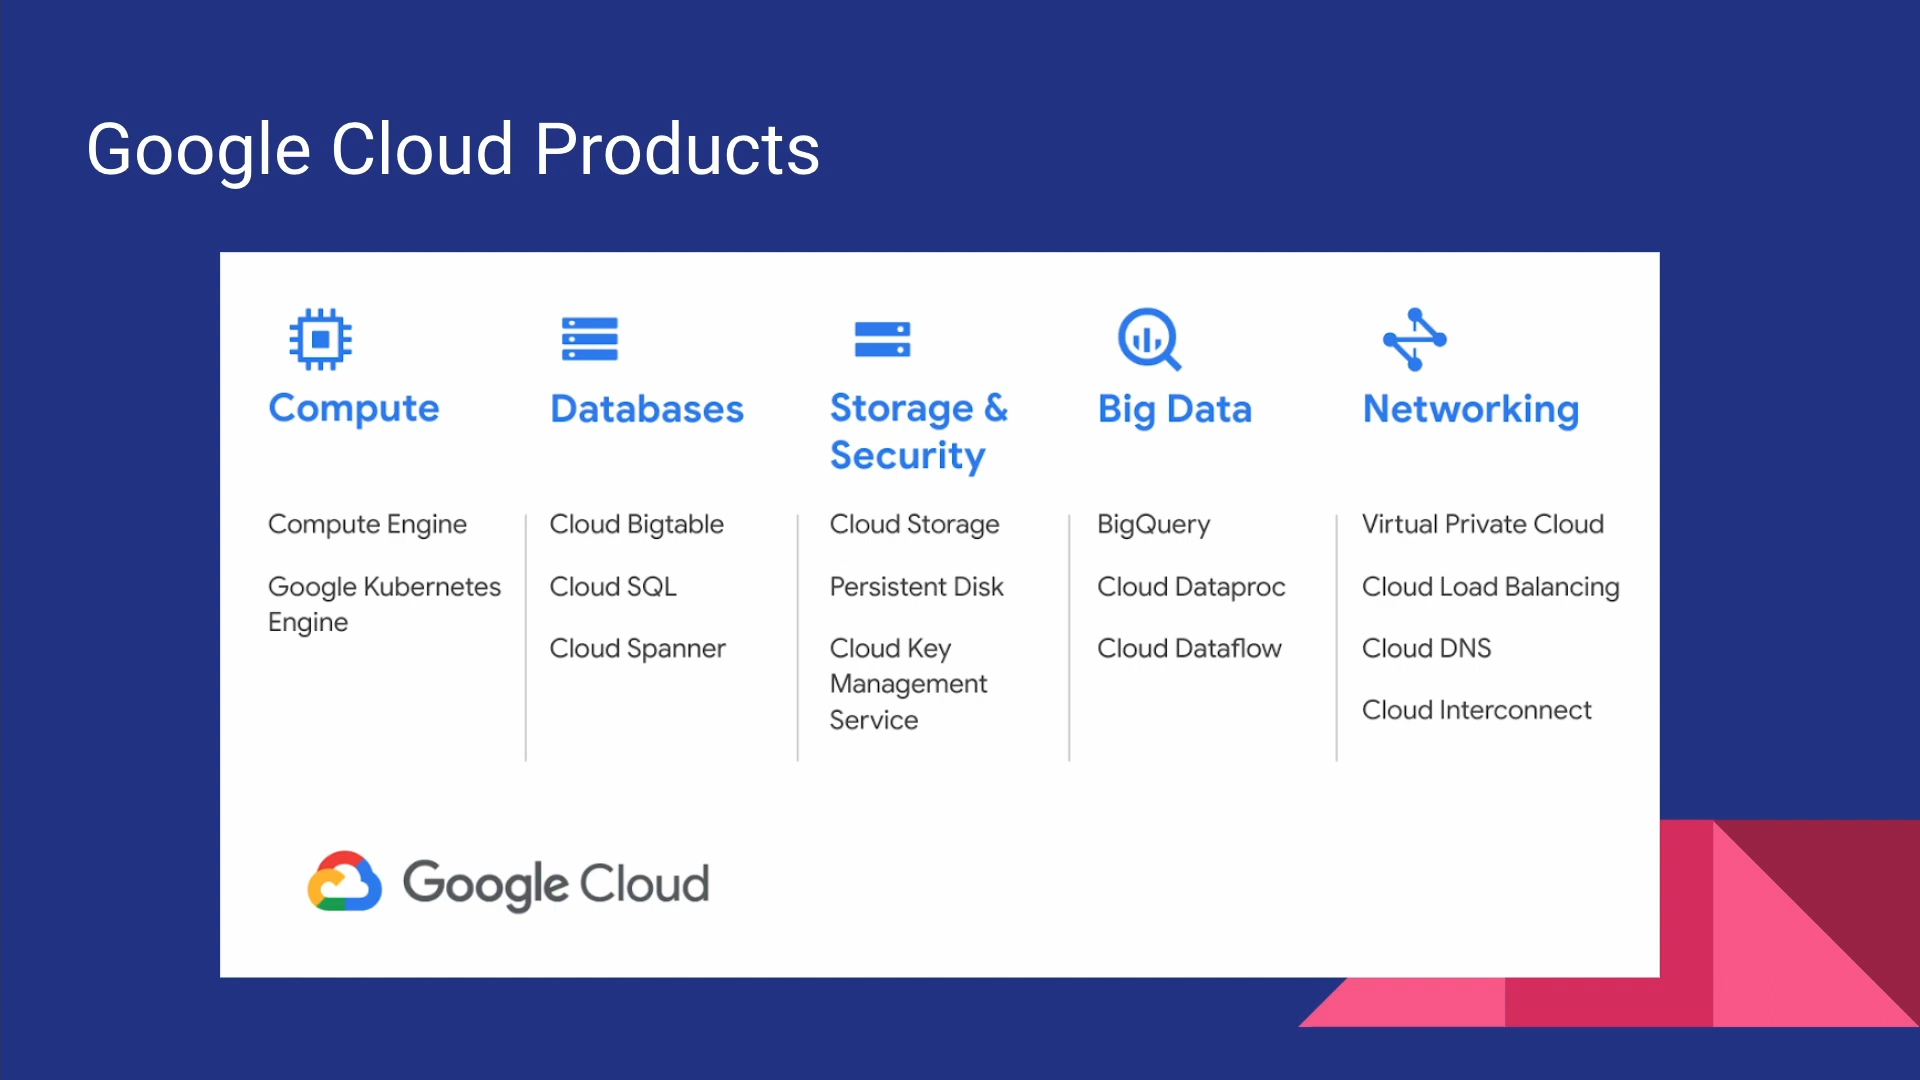 Google Cloud Products
Compute
Compute Engine
Google Kubernetes
Engine
Databases
Cloud Bigtable
Cloud SQL
Cloud Spanner
Storage &
Security
Cloud Storage
Persistent Disk
Cloud Key
Management
Service
Big Data
BigQuery
Cloud Dataproc
Cloud Dataflow
Networking
Virtual Private Cloud
Cloud Load Balancing
Cloud DNS
Cloud Interconnect
Google Cloud